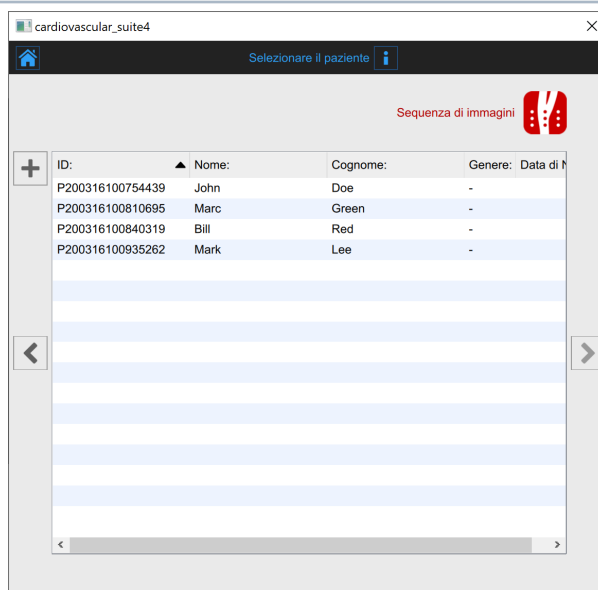 cardiovascular_suite4
Selezionare il paziente
Sequenza di immagini
ID: Nome: Cognome: Genere: Data di N
P200316100754439 John Doe -
P200316100810695 Marc Green -
P200316100840319 Bill Red -
P200316100935262 Mark Lee -